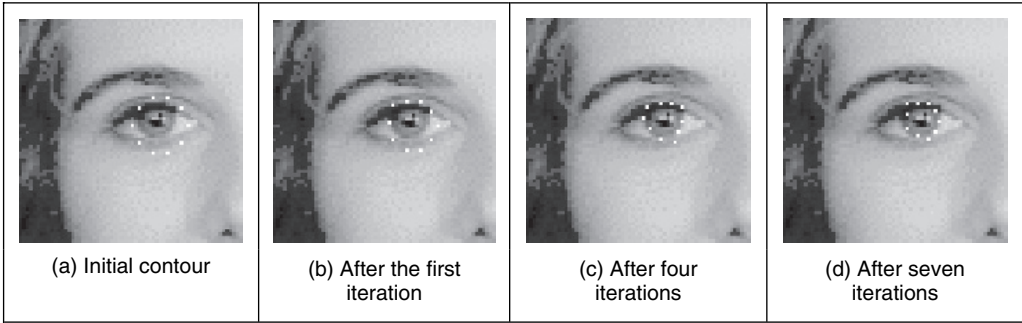 (a) Initial contour
(b) After the first
iteration
(c) After four
iterations
(d) After seven
iterations